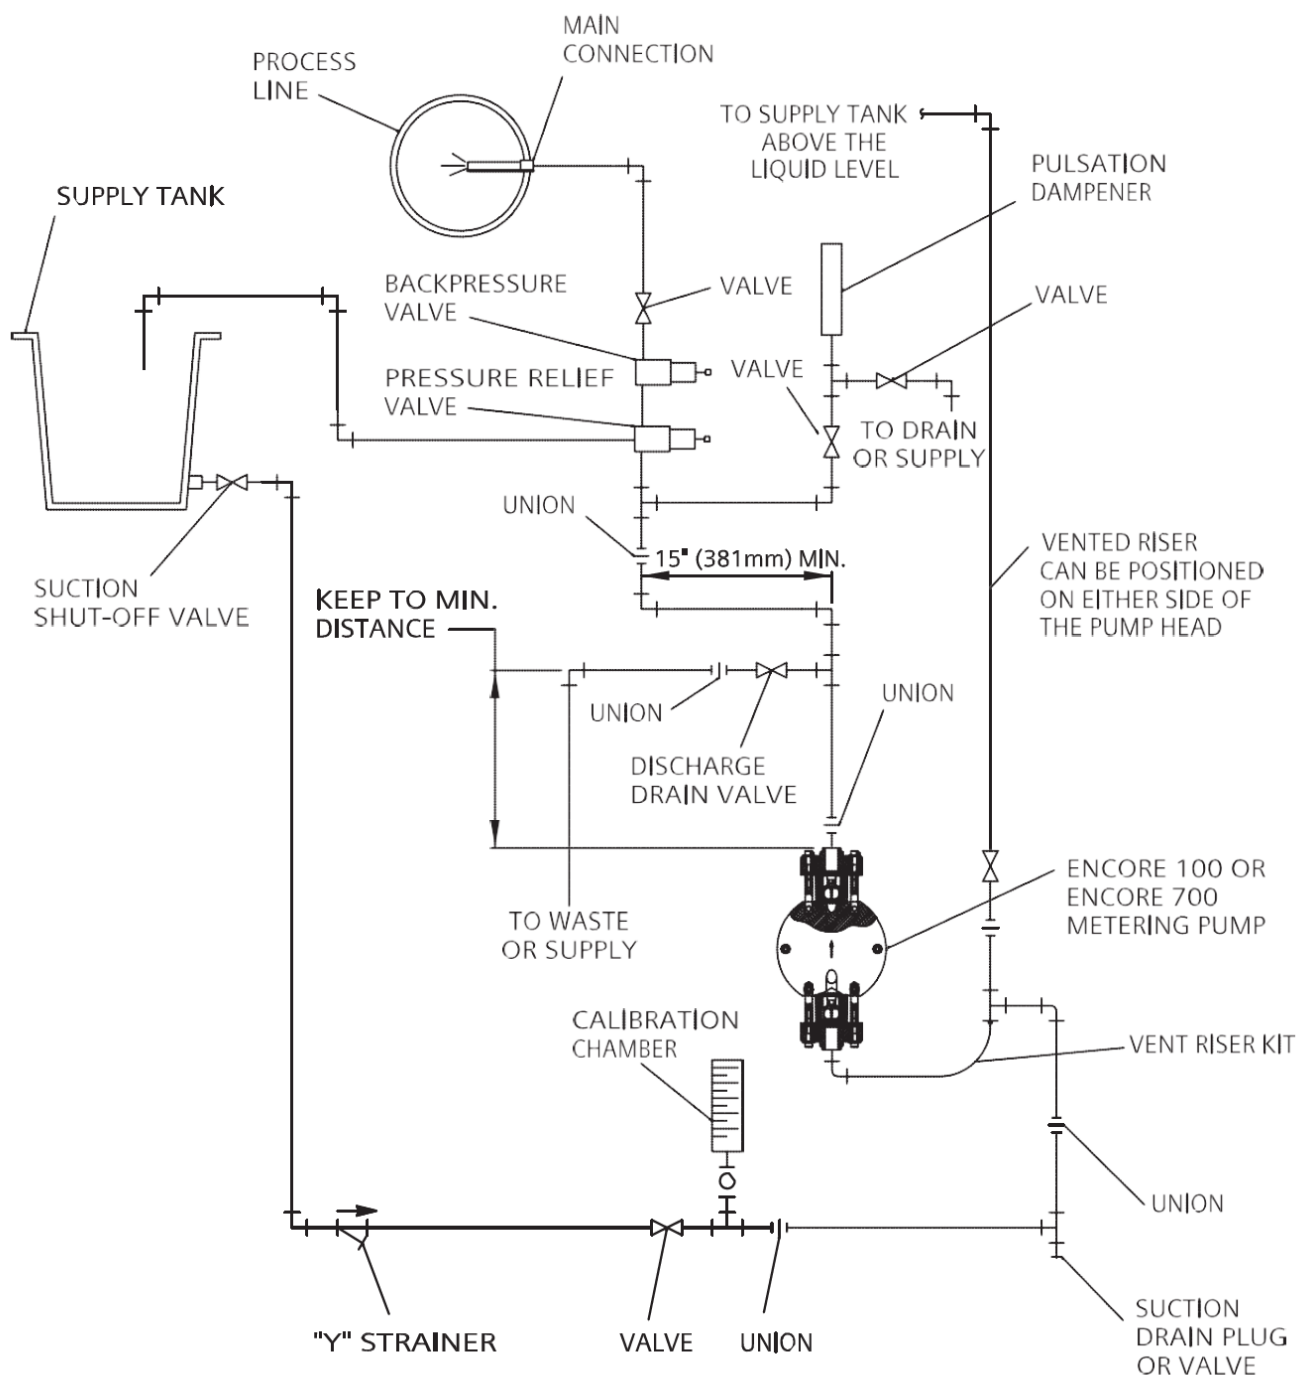 MAIN
CONNECTION
PROCESS
LINE
TO SUPPLY TANK
ABOVE THE
LIQUID LEVEL
PULSATION
DAMPENER
SUPPLY TANK
BACKPRESSURE
VALVE
VALVE
VALVE
PRESSURE RELIEF
VALVE
VALVE
TO DRAIN
OR SUPPLY
UNION
15" (381mm) MIN.
VENTED RISER
CAN BE POSITIONED
ON EITHER SIDE OF
THE PUMP HEAD
SUCTION
SHUT-OFF VALVE
KEEP TO MIN.
DISTANCE
UNION
UNION
DISCHARGE
DRAIN VALVE
ENCORE 100 OR
ENCORE 700
METERING PUMP
TO WASTE
OR SUPPLY
CALIBRATION
CHAMBER
VENT RISER KIT
UNION
"Y" STRAINER
VALVE
UNION
SUCTION
DRAIN PLUG
OR VALVE